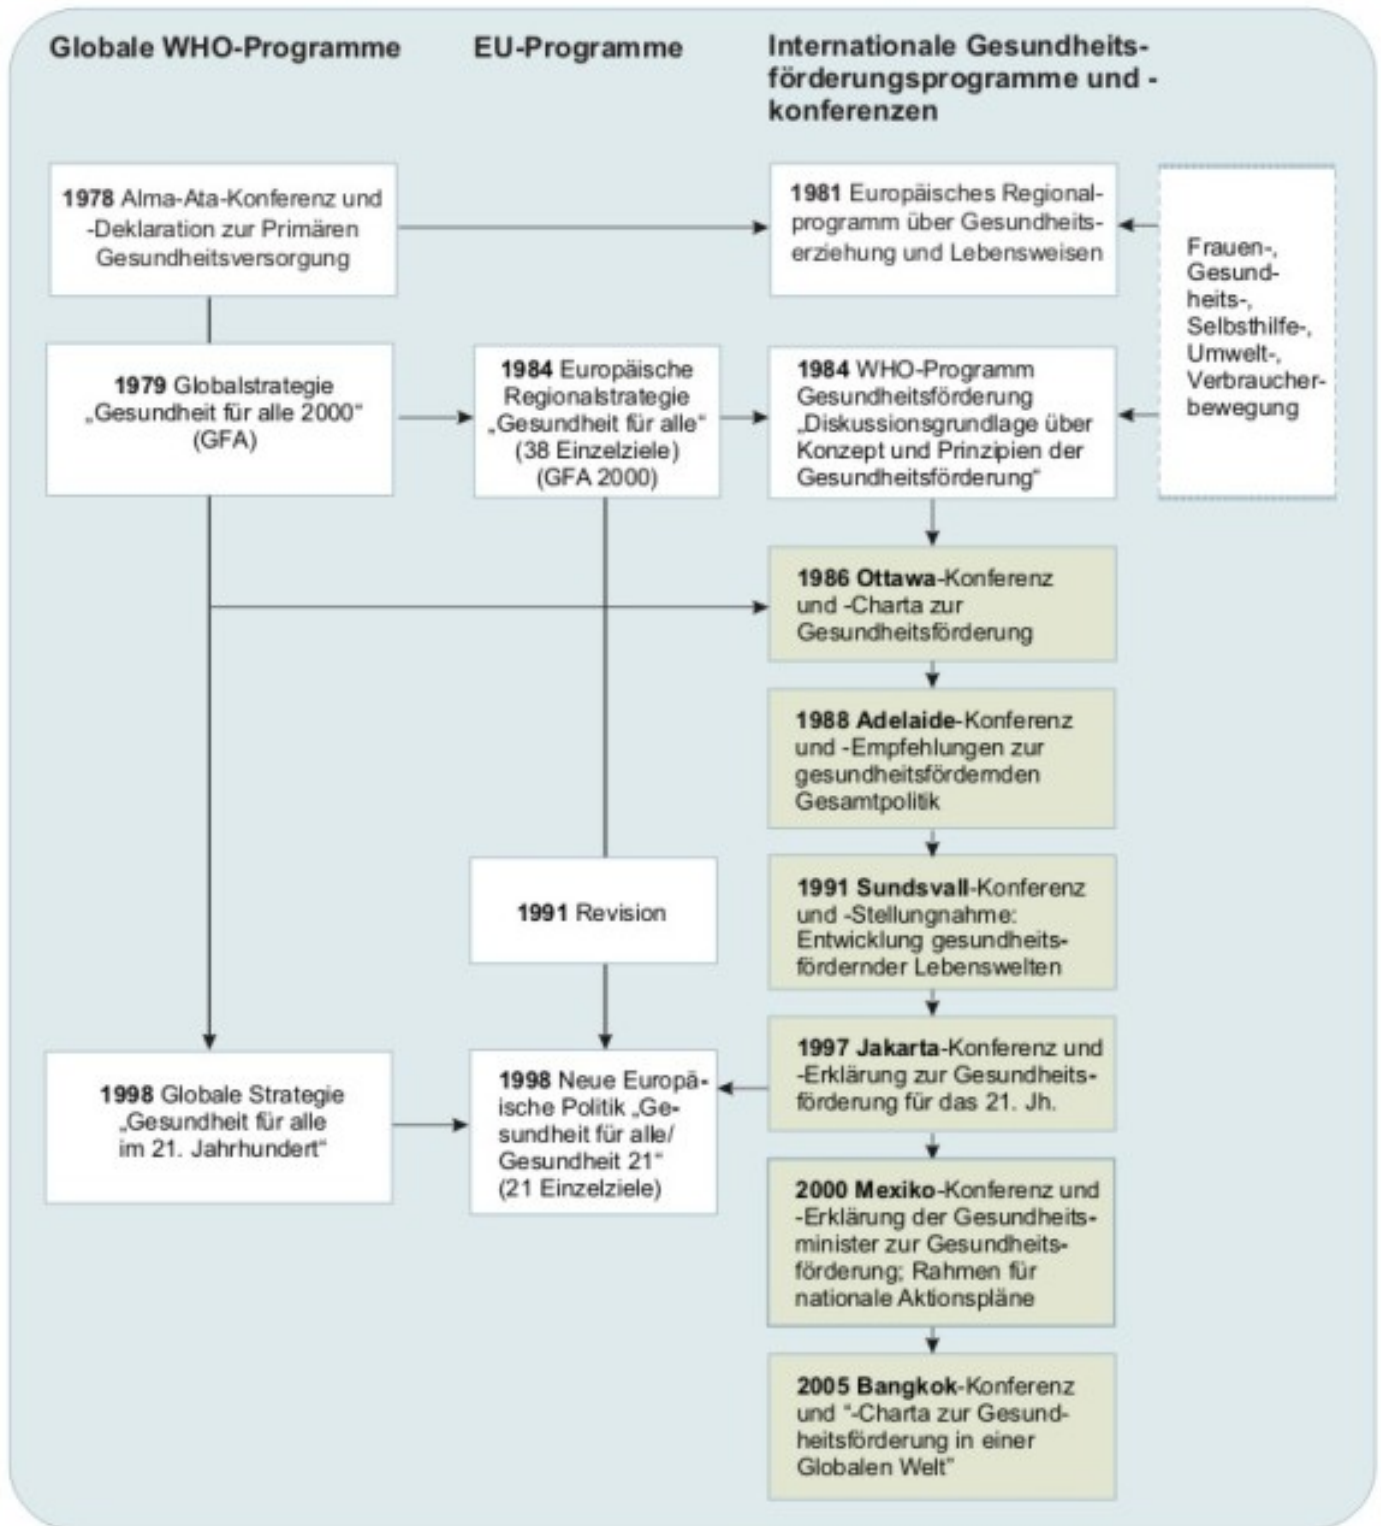 Globale WHO-Programme
EU-Programme
Internationale Gesundheits-
förderungsprogramme und -
konferenzen
1978 Alma-Ata-Konferenz und
-Deklaration zur Primären
Gesundheitsversorgung
1981 Europäisches Regional-
programm über Gesundheits-
erziehung und Lebensweisen
Frauen-,
Gesund-
heits-,
Selbsthilfe-,
Umwelt-,
Verbraucher-
bewegung
1979 Globalstrategie
„Gesundheit für alle 2000“
(GFA)
1984 Europäische
Regionalstrategie
„Gesundheit für alle“
(38 Einzelziele)
(GFA 2000)
1984 WHO-Programm
Gesundheitsförderung
„Diskussionsgrundlage über
Konzept und Prinzipien der
Gesundheitsförderung“
1986 Ottawa-Konferenz
und -Charta zur
Gesundheitsförderung
1988 Adelaide-Konferenz
und -Empfehlungen zur
gesundheitsfördernden
Gesamtpolitik
1991 Revision
1991 Sundsvall-Konferenz
und -Stellungnahme:
Entwicklung gesundheits-
fördernder Lebenswelten
1998 Globale Strategie
„Gesundheit für alle
im 21. Jahrhundert“
1998 Neue Europä-
ische Politik „Ge-
sundheit für alle/
Gesundheit 21“
(21 Einzelziele)
1997 Jakarta-Konferenz und
-Erklärung zur Gesundheits-
förderung für das 21. Jh.
2000 Mexiko-Konferenz und
-Erklärung der Gesundheits-
minister zur Gesundheits-
förderung; Rahmen für
nationale Aktionspläne
2005 Bangkok-Konferenz
und “-Charta zur Gesund-
heitsförderung in einer
Globalen Welt”